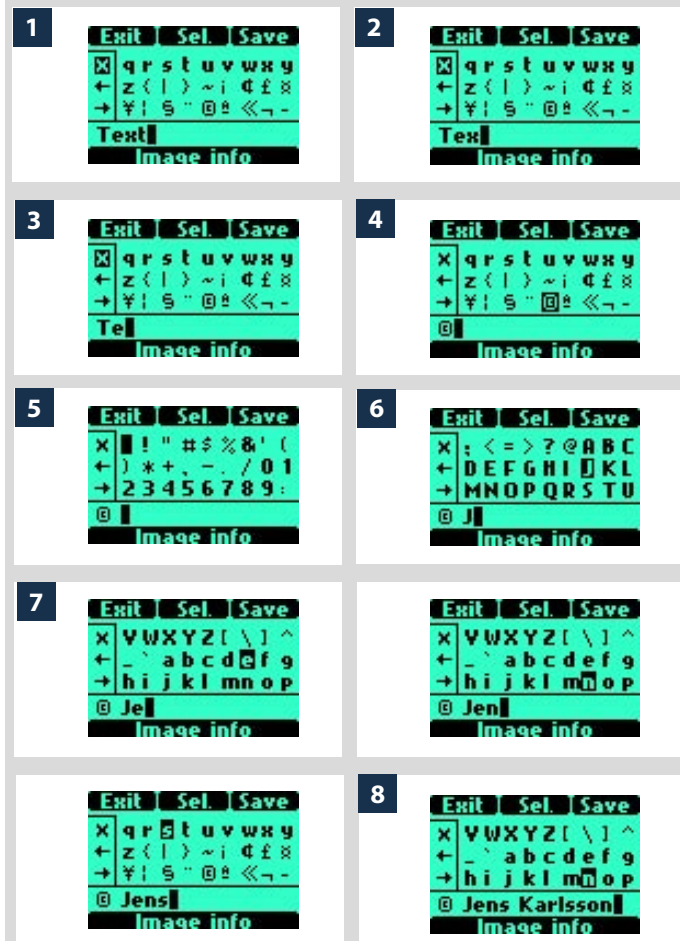 1
Exit Sel. Save
x q r s t u v w x y
← z { | } ~ ¡ ¢ £ ¤
→ ¥ ¦ § ¨ © ª « ¬ -
Text
Image info
2
Exit Sel. Save
x q r s t u v w x y
← z { | } ~ ¡ ¢ £ ¤
→ ¥ ¦ § ¨ © ª « ¬ -
Tex
Image info
3
Exit Sel. Save
x q r s t u v w x y
← z { | } ~ ¡ ¢ £ ¤
→ ¥ ¦ § ¨ © ª « ¬ -
Te
Image info
4
Exit Sel. Save
x q r s t u v w x y
← z { | } ~ ¡ ¢ £ ¤
→ ¥ ¦ § ¨ © ª « ¬ -
©
Image info
5
Exit Sel. Save
x ! " # $ % & ' (
← ) * + , - . / 0 1
→ 2 3 4 5 6 7 8 9 :
©
Image info
6
Exit Sel. Save
x ; < = > ? @ A B C
← D E F G H I J K L
→ M N O P Q R S T U
© J
Image info
7
Exit Sel. Save
x V W X Y Z [ \ ] ^
← _ ` a b c d e f g
→ h i j k l m n o p
© Je
Image info
Exit Sel. Save
x V W X Y Z [ \ ] ^
← _ ` a b c d e f g
→ h i j k l m n o p
© Jen
Image info
Exit Sel. Save
x q r s t u v w x y
← z { | } ~ ¡ ¢ £ ¤
→ ¥ ¦ § ¨ © ª « ¬ -
© Jens
Image info
8
Exit Sel. Save
x V W X Y Z [ \ ] ^
← _ ` a b c d e f g
→ h i j k l m n o p
© Jens Karlsson
Image info